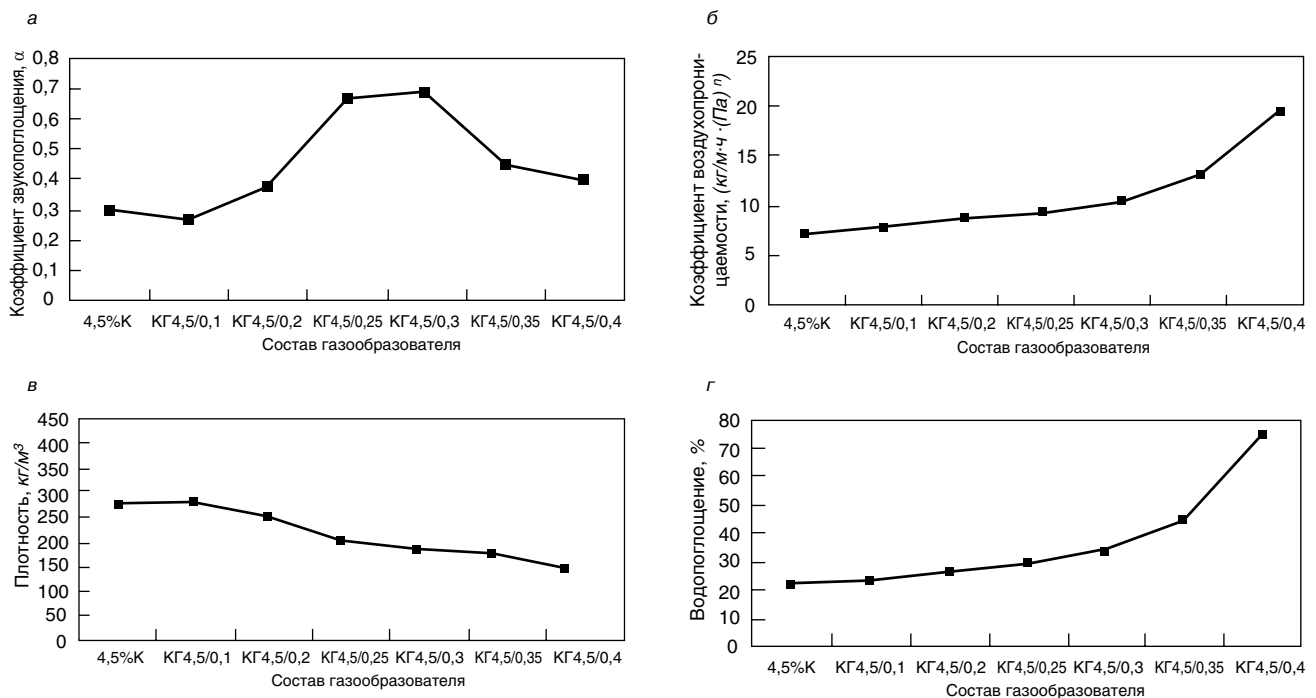 а
Коэффициент звукопоглощения, α
0,8
0,7
0,6
0,5
0,4
0,3
0,2
0,1
0
4,5%К КГ4,5/0,1 КГ4,5/0,2 КГ4,5/0,25 КГ4,5/0,3 КГ4,5/0,35 КГ4,5/0,4
Состав газообразователя
б
Коэффициент воздухопрони-
цаемости, (кг/м·ч ·(Па) ⁿ)
25
20
15
10
5
0
4,5%К КГ4,5/0,1 КГ4,5/0,2 КГ4,5/0,25 КГ4,5/0,3 КГ4,5/0,35 КГ4,5/0,4
Состав газообразователя
в
Плотность, кг/м³
450
400
350
300
250
200
150
100
50
0
4,5%К КГ4,5/0,1 КГ4,5/0,2 КГ4,5/0,25 КГ4,5/0,3 КГ4,5/0,35 КГ4,5/0,4
Состав газообразователя
г
Водопоглощение, %
80
70
60
50
40
30
20
10
0
4,5%К КГ4,5/0,1 КГ4,5/0,2 КГ4,5/0,25 КГ4,5/0,3 КГ4,5/0,35 КГ4,5/0,4
Состав газообразователя